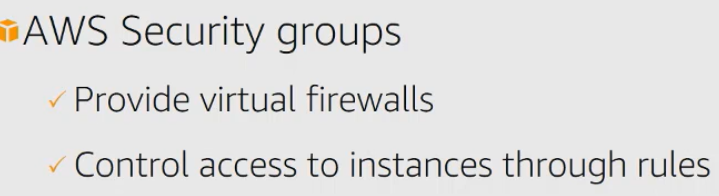 AWS Security groups
✓ Provide virtual firewalls
✓ Control access to instances through rules